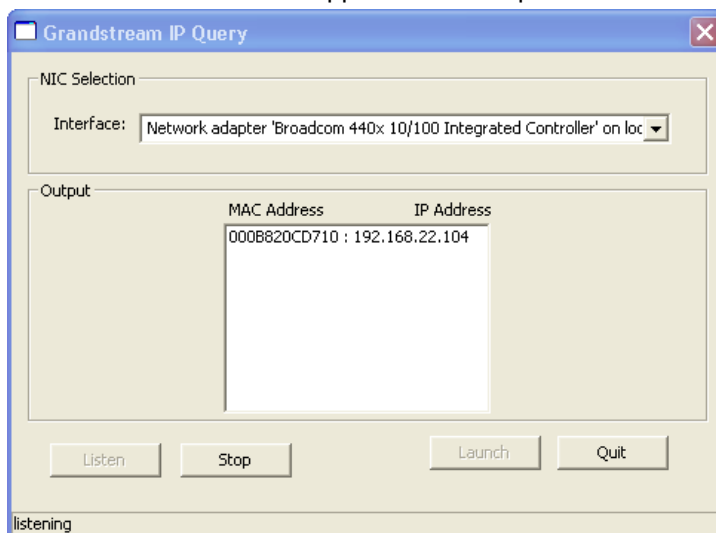 Grandstream IP Query
NIC Selection
Interface: Network adapter 'Broadcom 440x 10/100 Integrated Controller' on loc
Output
MAC Address IP Address
000B820CD710 : 192.168.22.104
Listen Stop Launch Quit
listening